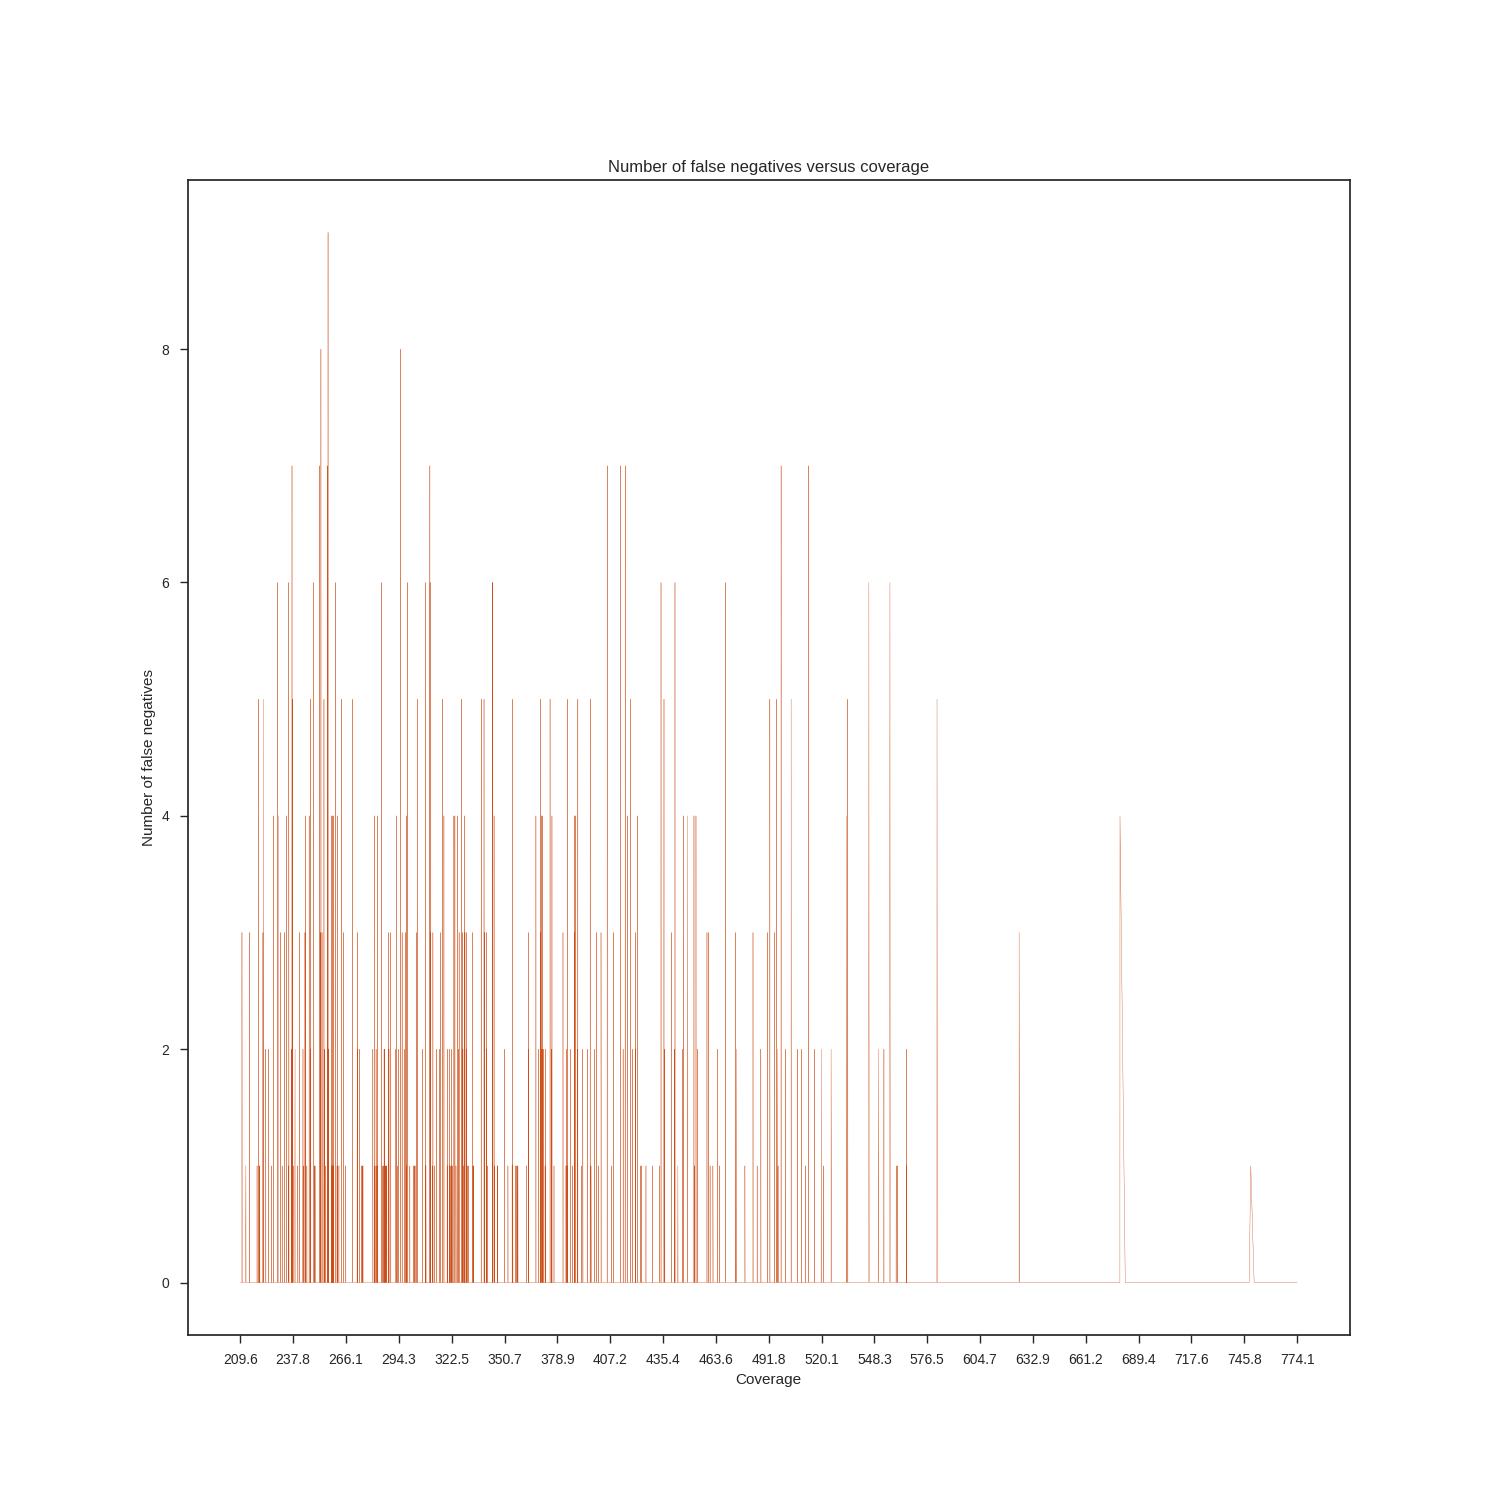 Number of false negatives versus coverage
Number of false negatives
8
6
4
2
0
209.6 237.8 266.1 294.3 322.5 350.7 378.9 407.2 435.4 463.6 491.8 520.1 548.3 576.5 604.7 632.9 661.2 689.4 717.6 745.8 774.1
Coverage